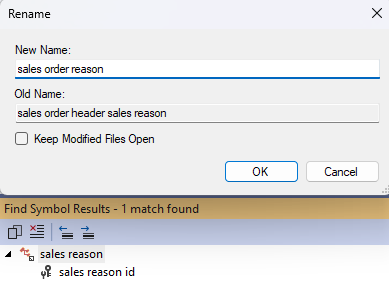 Rename
New Name:
sales order reason
Old Name:
sales order header sales reason
Keep Modified Files Open
OK
Cancel
Find Symbol Results - 1 match found
sales reason
sales reason id